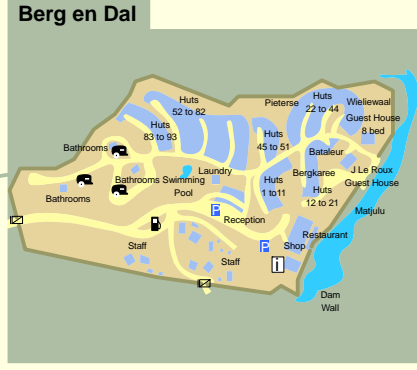 Berg en Dal
Huts
52 to 82
Pieterse
Huts
22 to 44
Wieliewaal
Guest House
8 bed
Huts
83 to 93
Huts
45 to 51
Bathrooms
Bataleur
Laundry
Bergkaree
J Le Roux
Guest House
Bathrooms
Swimming
Pool
Huts
1 to11
Huts
12 to 21
Bathrooms
P
Matjulu
Reception
Restaurant
Staff
P
Shop
Staff
i
Dam
Wall